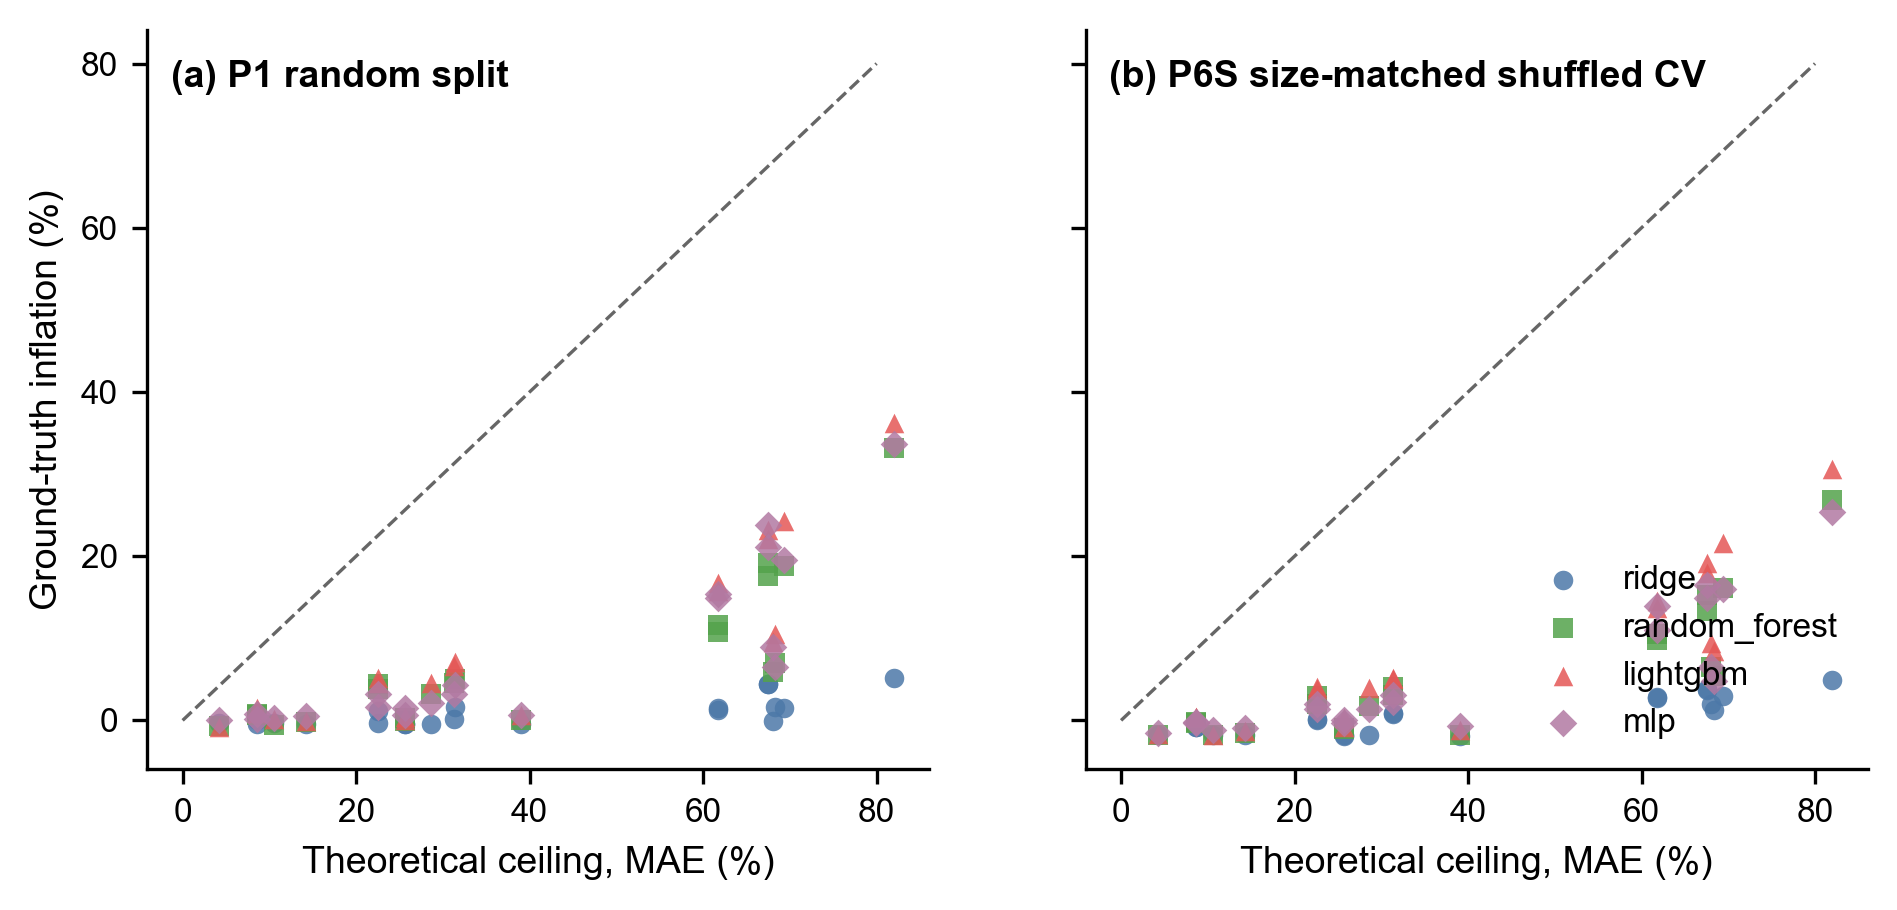 (a) P1 random split
80
60
40
20
0
Ground-truth inflation (%)
0 20 40 60 80
Theoretical ceiling, MAE (%)
(b) P6S size-matched shuffled CV
ridge
random_forest
lightgbm
mlp
0 20 40 60 80
Theoretical ceiling, MAE (%)